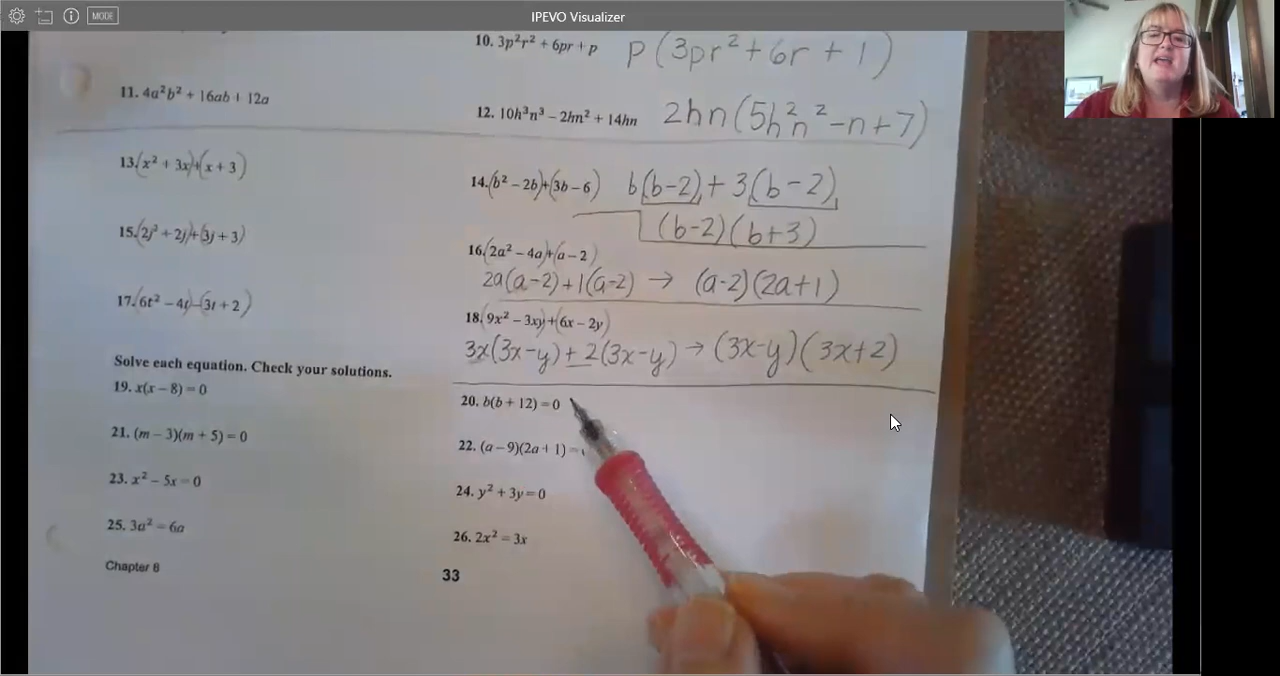 MODE
IPEVO Visualizer
10. 3p²r² + 6pr + p p(3pr² + 6r + 1)
11. 4a²b² + 16ab + 12a
12. 10h³n³ – 2hn² + 14hn 2hn(5h²n² - n + 7)
13. (x² + 3x)+(x + 3)
14. (b² – 2b)+(3b – 6) b(b-2) + 3(b-2)
(b-2)(b+3)
15. (2j² + 2j)+(3j + 3)
16. (2a² – 4a)+(a – 2)
2a(a-2) + 1(a-2) → (a-2)(2a+1)
17. (6t² – 4t)–(3t + 2)
18. (9x² – 3xy)+(6x – 2y)
3x(3x-y) + 2(3x-y) → (3x-y)(3x+2)
Solve each equation. Check your solutions.
19. x(x – 8) = 0
20. b(b + 12) = 0
21. (m – 3)(m + 5) = 0
22. (a – 9)(2a + 1) =
23. x² – 5x = 0
24. y² + 3y = 0
25. 3a² = 6a
26. 2x² = 3x
Chapter 8
33